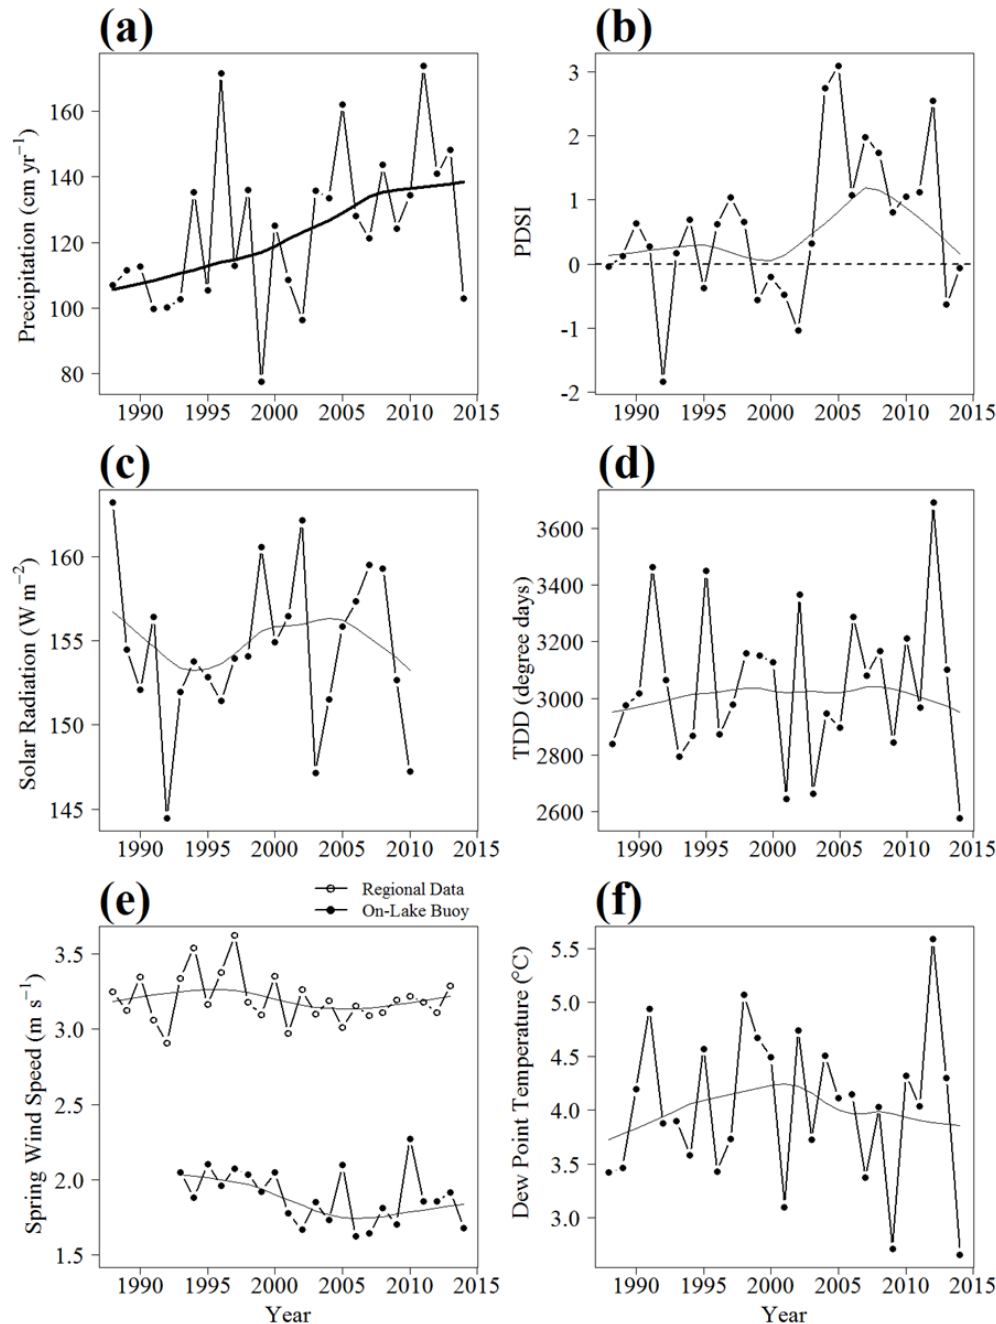 (a)
Precipitation (cm yr⁻¹)
160
140
120
100
80
1990 1995 2000 2005 2010 2015
(b)
PDSI
3
2
1
0
-1
-2
1990 1995 2000 2005 2010 2015
(c)
Solar Radiation (W m⁻²)
160
155
150
145
1990 1995 2000 2005 2010 2015
(d)
TDD (degree days)
3600
3400
3200
3000
2800
2600
1990 1995 2000 2005 2010 2015
(e)
Regional Data
On-Lake Buoy
Spring Wind Speed (m s⁻¹)
3.5
3.0
2.5
2.0
1.5
1990 1995 2000 2005 2010 2015
Year
(f)
Dew Point Temperature (°C)
5.5
5.0
4.5
4.0
3.5
3.0
1990 1995 2000 2005 2010 2015
Year